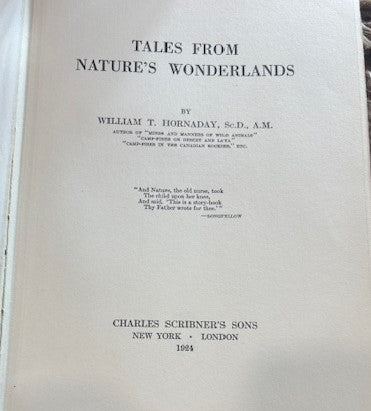 TALES FROM
NATURE'S WONDERLANDS
BY
WILLIAM T. HORNADAY, Sc.D., A.M.
AUTHOR OF "MINDS AND MANNERS OF WILD ANIMALS"
"CAMP-FIRES ON DESERT AND LAVA"
"CAMP-FIRES IN THE CANADIAN ROCKIES," ETC.
"And Nature, the old nurse, took
The child upon her knee,
And said, 'This is a story-book
Thy Father wrote for thee.'"
—LONGFELLOW
CHARLES SCRIBNER'S SONS
NEW YORK · LONDON
1924